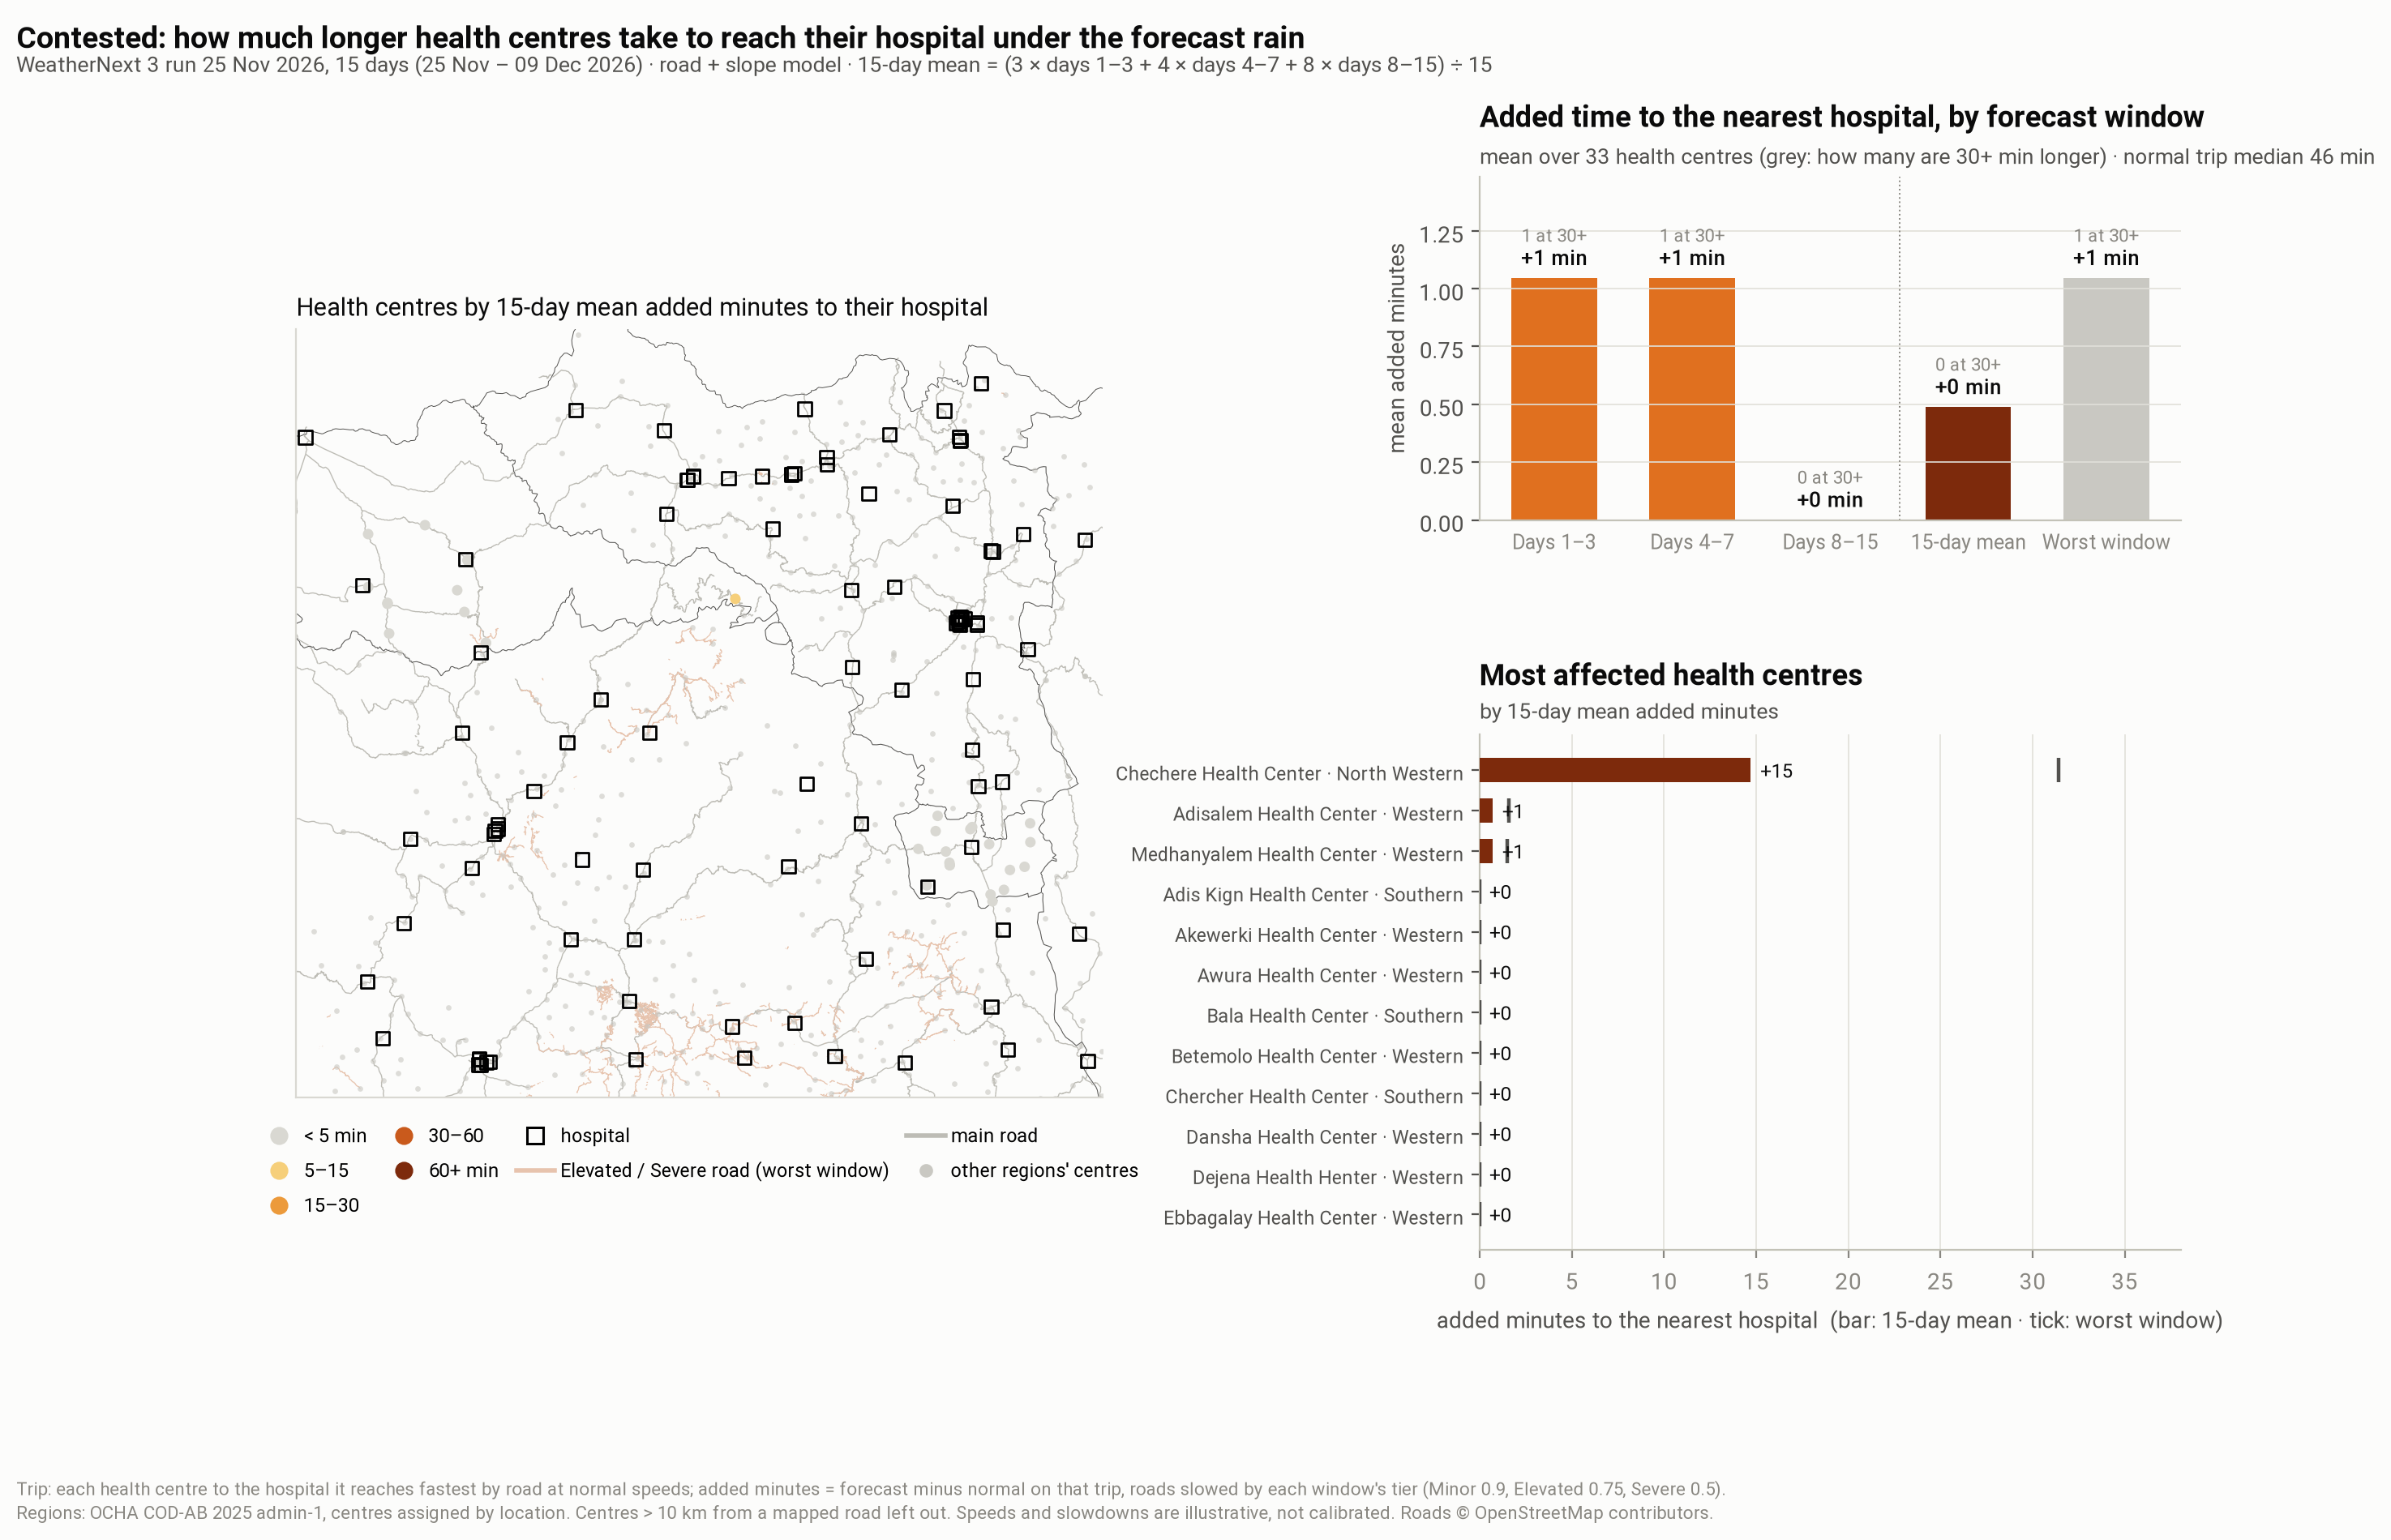 Contested: how much longer health centres take to reach their hospital under the forecast rain
WeatherNext 3 run 25 Nov 2026, 15 days (25 Nov – 09 Dec 2026) · road + slope model · 15-day mean = (3 × days 1–3 + 4 × days 4–7 + 8 × days 8–15) ÷ 15
Health centres by 15-day mean added minutes to their hospital
< 5 min
5–15
15–30
30–60
60+ min
hospital
Elevated / Severe road (worst window)
main road
other regions' centres
Added time to the nearest hospital, by forecast window
mean over 33 health centres (grey: how many are 30+ min longer) · normal trip median 46 min
mean added minutes
1.25
1.00
0.75
0.50
0.25
0.00
1 at 30+
+1 min
1 at 30+
+1 min
0 at 30+
+0 min
0 at 30+
+0 min
1 at 30+
+1 min
Days 1–3
Days 4–7
Days 8–15
15-day mean
Worst window
Most affected health centres
by 15-day mean added minutes
Chechere Health Center · North Western +15
Adisalem Health Center · Western +1
Medhanyalem Health Center · Western +1
Adis Kign Health Center · Southern +0
Akewerki Health Center · Western +0
Awura Health Center · Western +0
Bala Health Center · Southern +0
Betemolo Health Center · Western +0
Chercher Health Center · Southern +0
Dansha Health Center · Western +0
Dejena Health Henter · Western +0
Ebbagalay Health Center · Western +0
0 5 10 15 20 25 30 35
added minutes to the nearest hospital (bar: 15-day mean · tick: worst window)
Trip: each health centre to the hospital it reaches fastest by road at normal speeds; added minutes = forecast minus normal on that trip, roads slowed by each window's tier (Minor 0.9, Elevated 0.75, Severe 0.5).
Regions: OCHA COD-AB 2025 admin-1, centres assigned by location. Centres > 10 km from a mapped road left out. Speeds and slowdowns are illustrative, not calibrated. Roads © OpenStreetMap contributors.